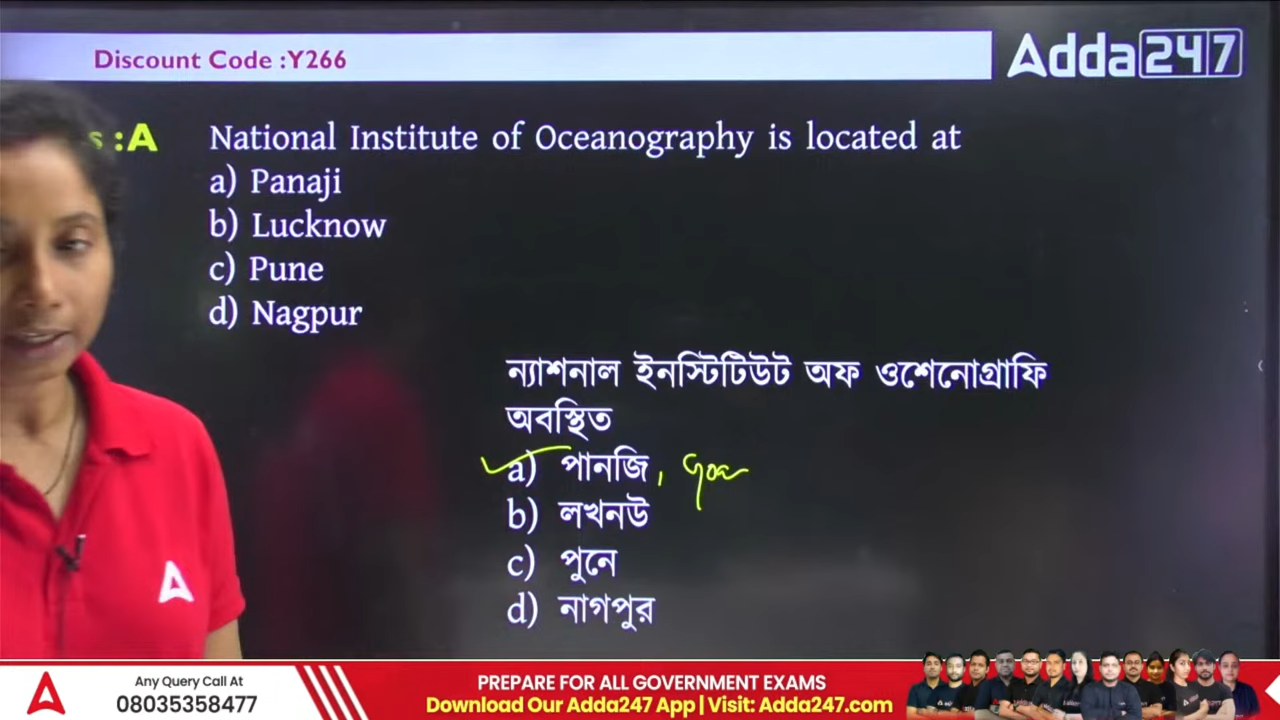 Discount Code :Y266
Adda247
s :A
National Institute of Oceanography is located at
a) Panaji
b) Lucknow
c) Pune
d) Nagpur
ন্যাশনাল ইনস্টিটিউট অফ ওশেনোগ্রাফি
অবস্থিত
a) পানজি, Goa
b) লখনউ
c) পুনে
d) নাগপুর
Any Query Call At
08035358477
PREPARE FOR ALL GOVERNMENT EXAMS
Download Our Adda247 App | Visit: Adda247.com